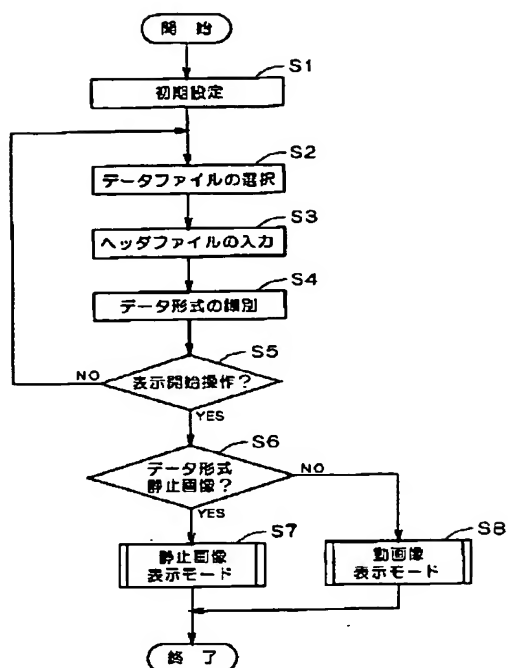 開 始
S1
初期設定
S2
データファイルの選択
S3
ヘッダファイルの入力
S4
データ形式の識別
S5
表示開始操作?
NO
YES
S6
データ形式
静止画像?
NO
YES
S7
静止画像
表示モード
S8
動画像
表示モード
終 了